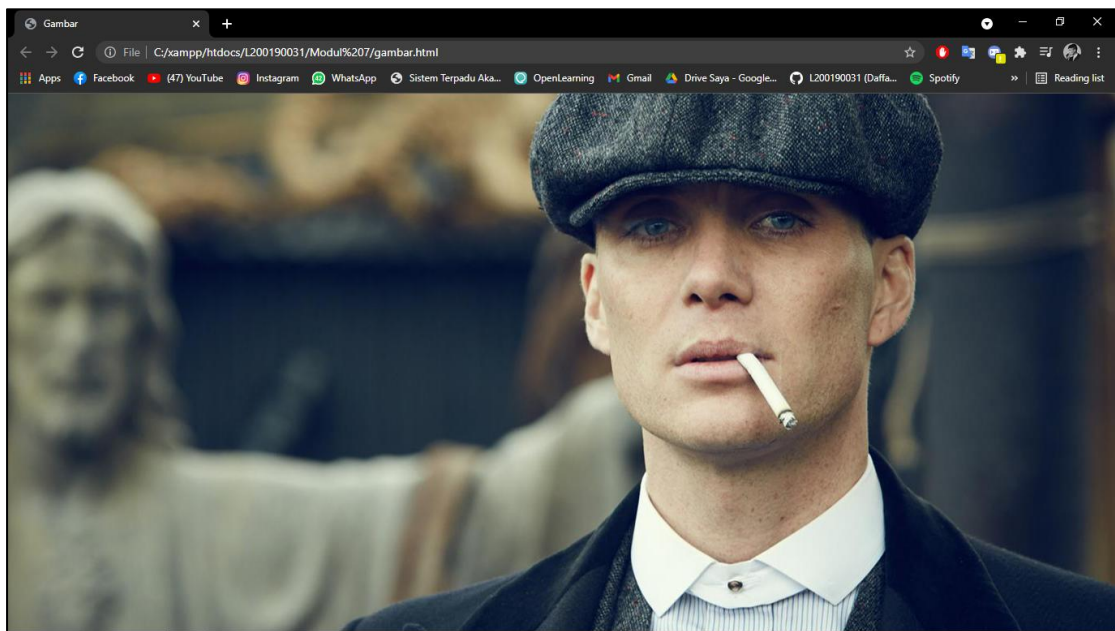 Gambar
File C:/xampp/htdocs/L200190031/Modul%207/gambar.html
Apps Facebook (47) YouTube Instagram WhatsApp Sistem Terpadu Aka... OpenLearning Gmail Drive Saya - Google... L200190031 (Daffa... Spotify » Reading list